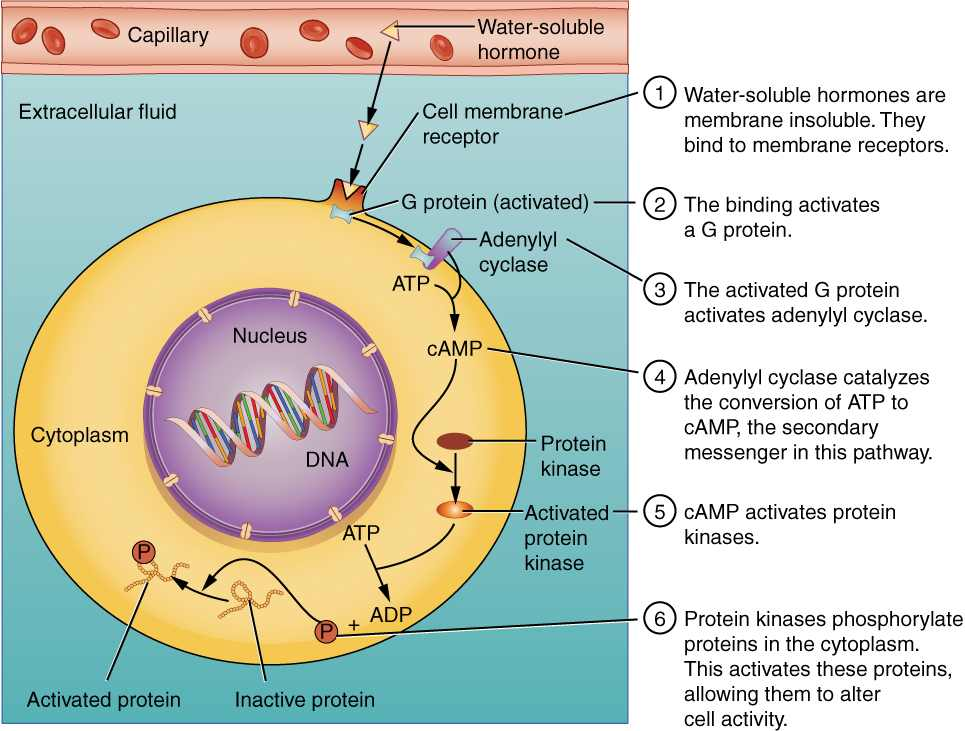 Capillary
Water-soluble
hormone
Extracellular fluid
Cell membrane
receptor
1 Water-soluble hormones are
membrane insoluble. They
bind to membrane receptors.
G protein (activated)
2 The binding activates
a G protein.
Adenylyl
cyclase
ATP
3 The activated G protein
activates adenylyl cyclase.
Nucleus
cAMP
4 Adenylyl cyclase catalyzes
the conversion of ATP to
cAMP, the secondary
messenger in this pathway.
Cytoplasm
DNA
Protein
kinase
Activated
protein
kinase
5 cAMP activates protein
kinases.
ATP
P
ADP
P +
6 Protein kinases phosphorylate
proteins in the cytoplasm.
This activates these proteins,
allowing them to alter
cell activity.
Activated protein
Inactive protein